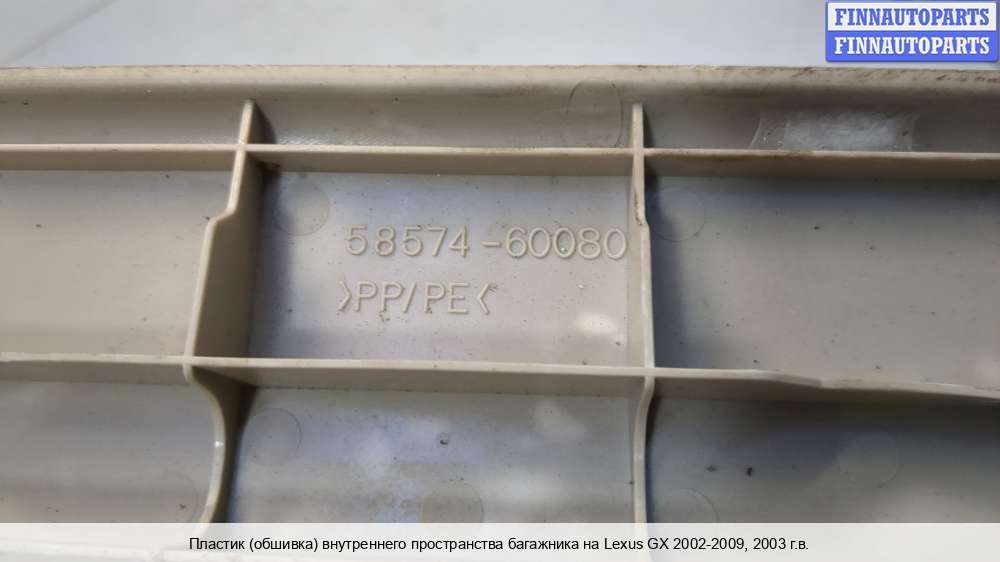 FINNAUTOPARTS
FINNAUTOPARTS
58574-60080
>PP/PE<
Пластик (обшивка) внутреннего пространства багажника на Lexus GX 2002-2009, 2003 г.в.